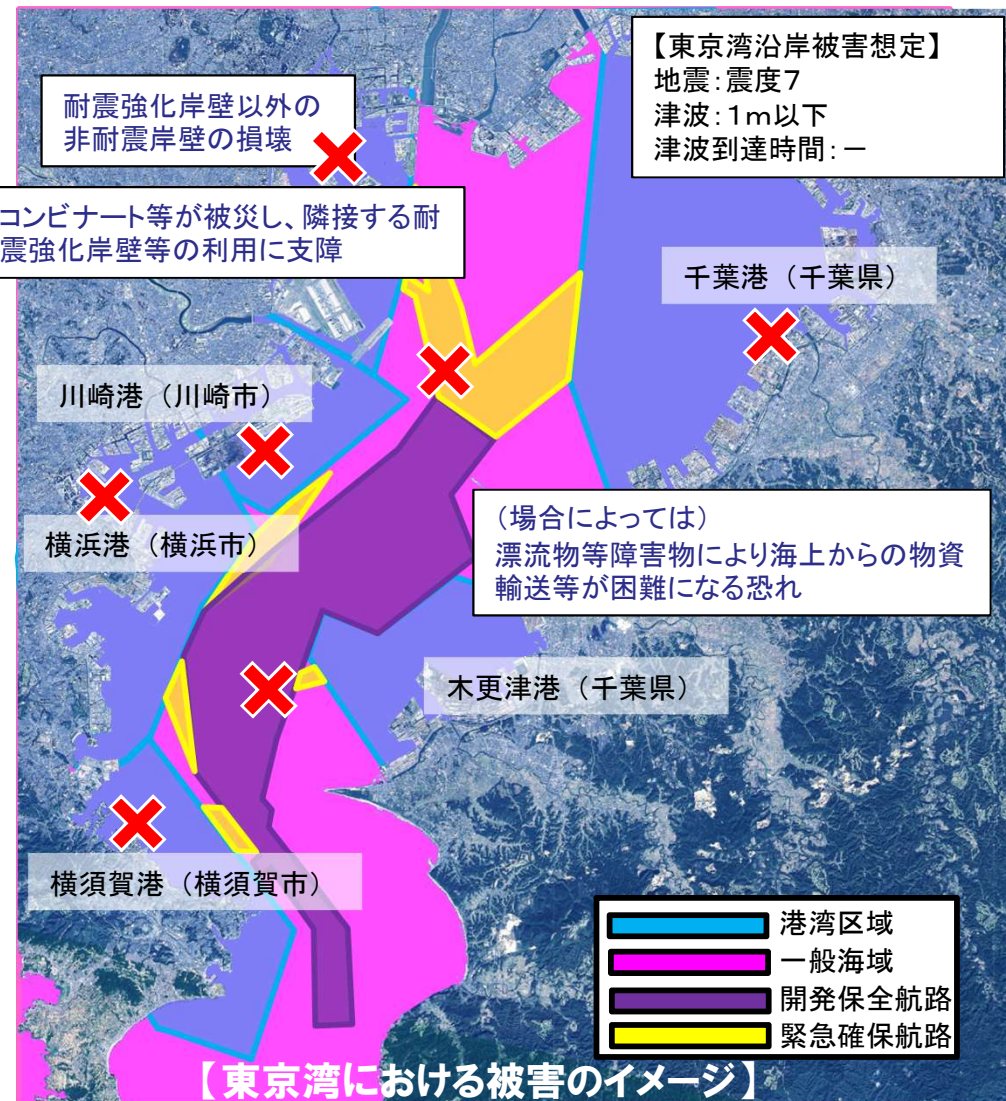 【東京湾沿岸被害想定】
地震：震度７
津波：１ｍ以下
津波到達時間：－
耐震強化岸壁以外の
非耐震岸壁の損壊
コンビナート等が被災し、隣接する耐
震強化岸壁等の利用に支障
千葉港（千葉県）
川崎港（川崎市）
横浜港（横浜市）
（場合によっては）
漂流物等障害物により海上からの物資
輸送等が困難になる恐れ
木更津港（千葉県）
横須賀港（横須賀市）
港湾区域
一般海域
開発保全航路
緊急確保航路
【東京湾における被害のイメージ】